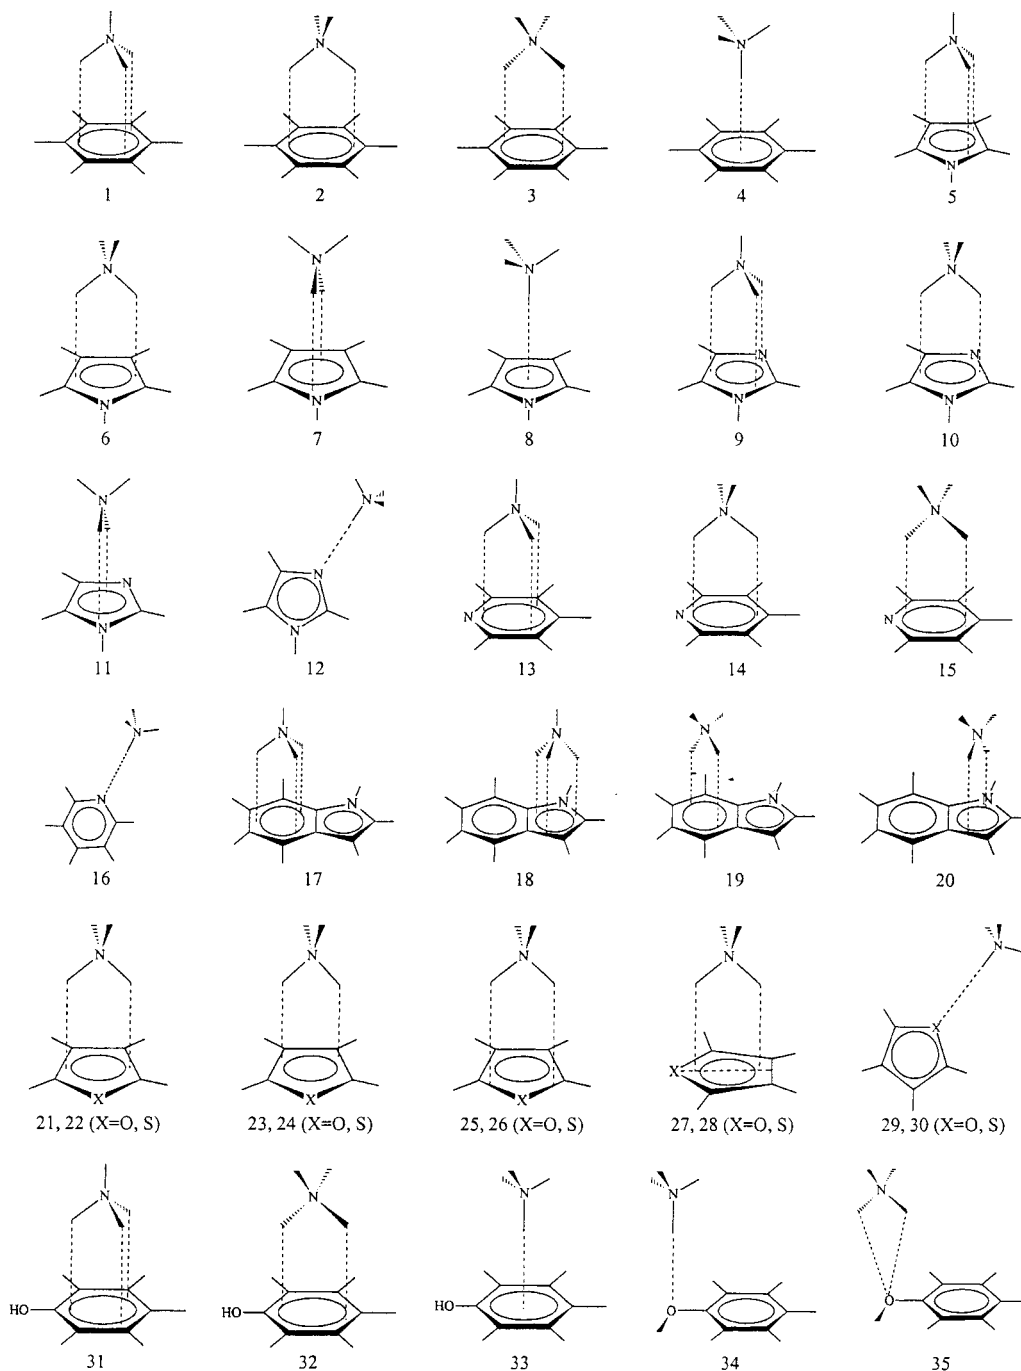 N N N N N
N
1 2 3 4 5
N N N N N
N N
N N N N N
6 7 8 9 10
N N N N N
N N
N N N
N N
11 12 13 14 15
N N N N N
N N N N N
16 17 18 19 20
N N N N N
X
X
X X X
21, 22 (X=O, S) 23, 24 (X=O, S) 25, 26 (X=O, S) 27, 28 (X=O, S) 29, 30 (X=O, S)
N N N N N
HO HO HO O O
31 32 33 34 35